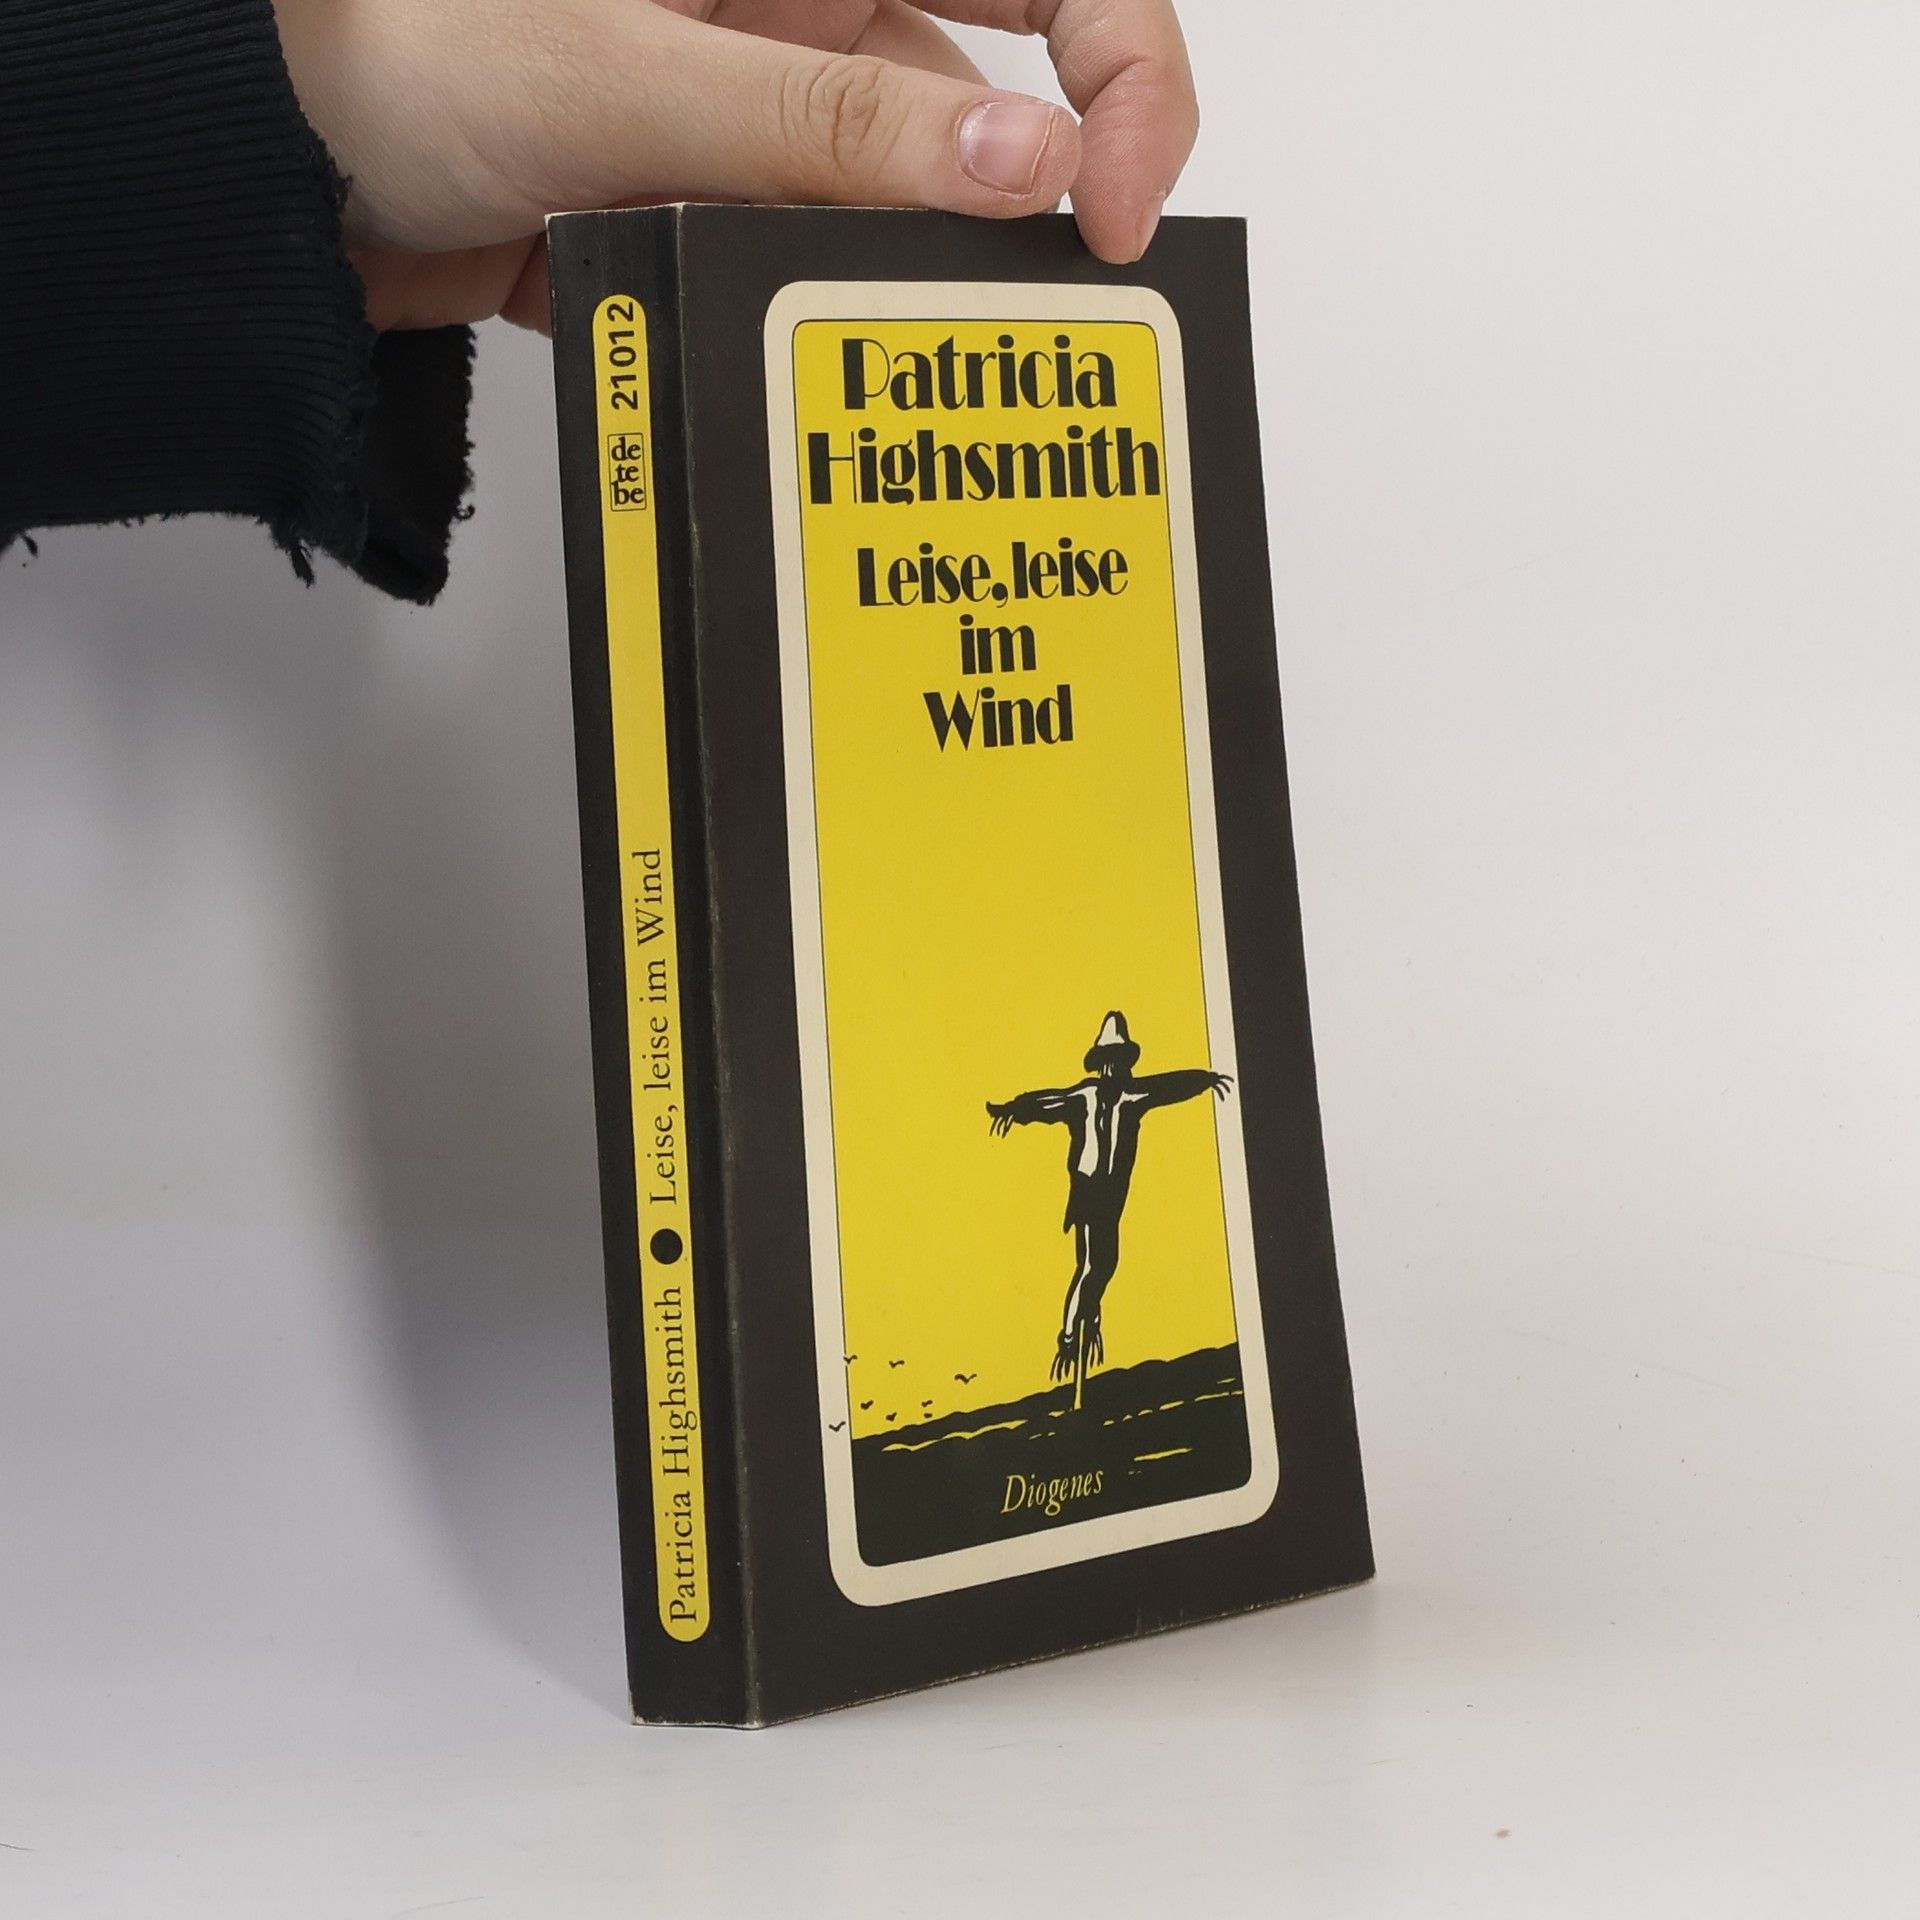 Patricia
Highsmith
Leise, leise
im
Wind
Diogenes
Patricia Highsmith ● Leise, leise im Wind
de
te
be
21012